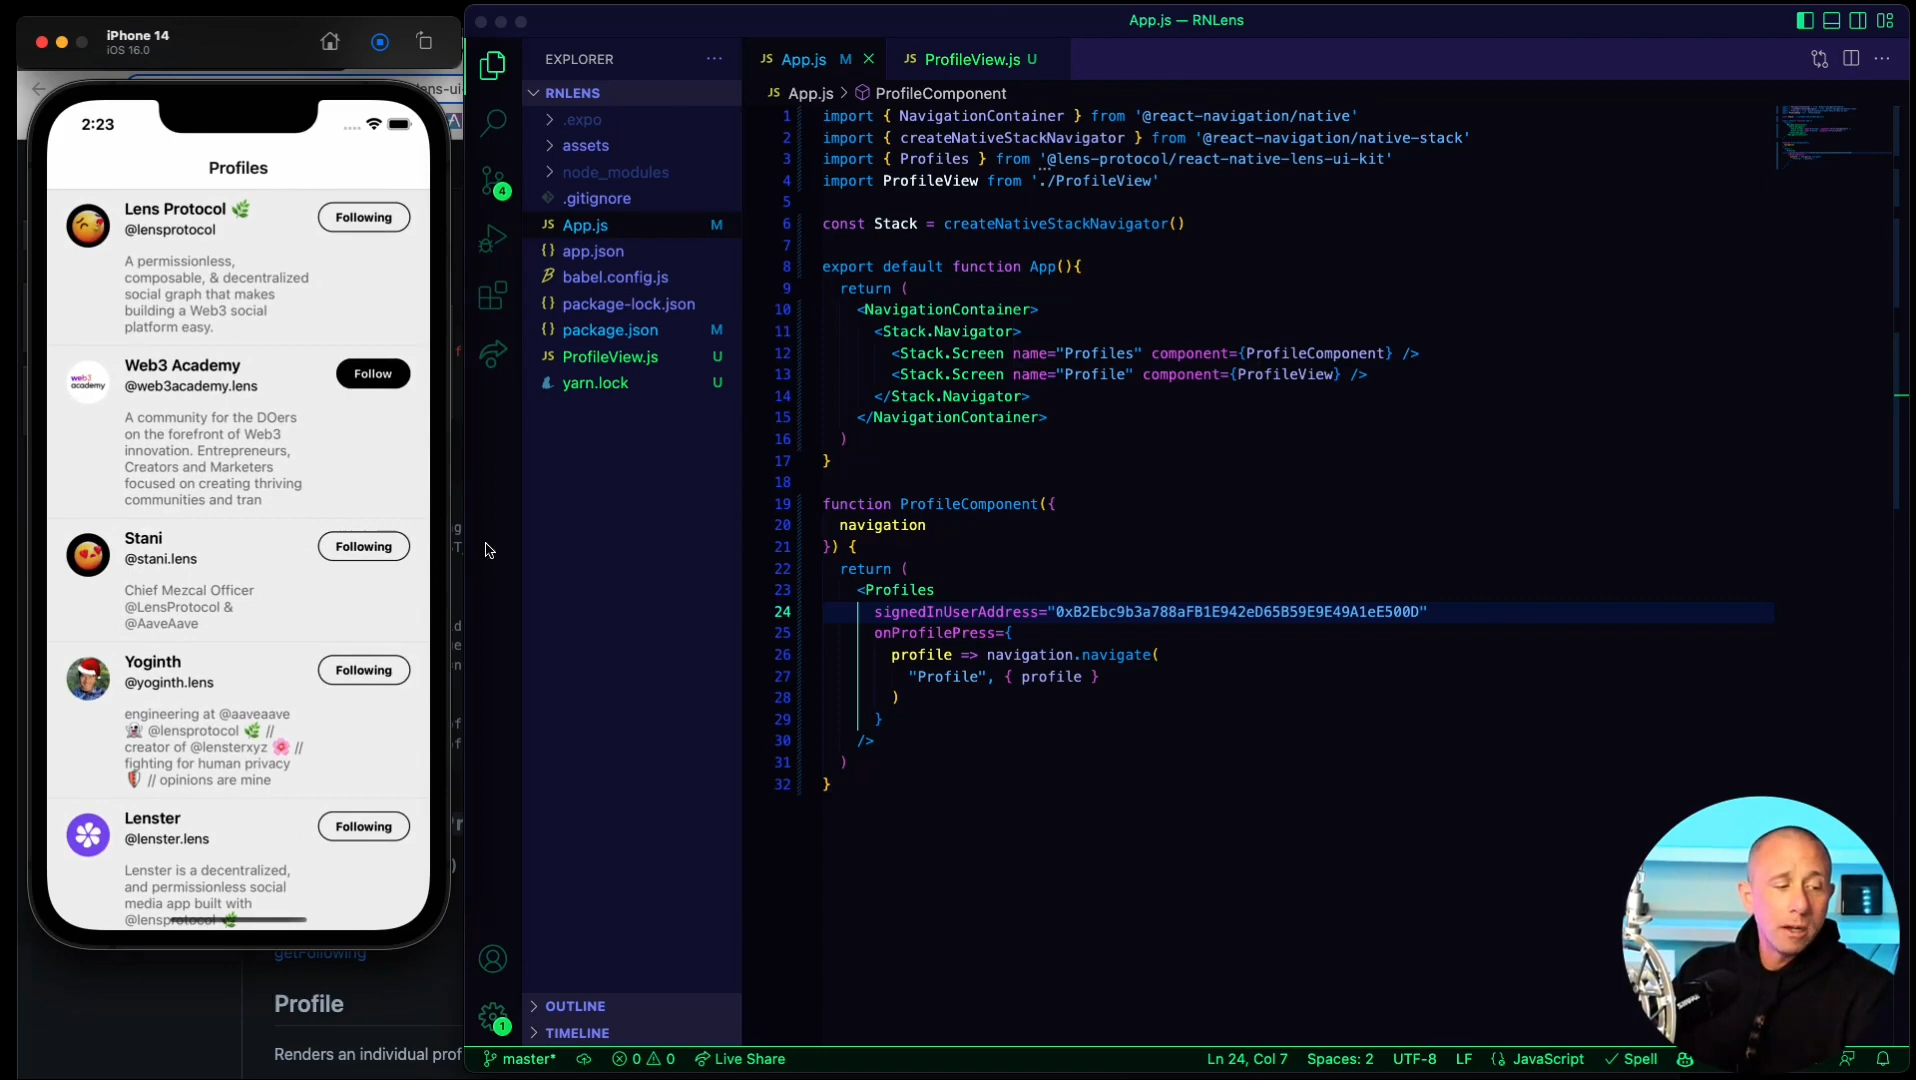 iPhone 14
iOS 16.0
2:23
Profiles
Lens Protocol 🌿
@lensprotocol
Following
A permissionless,
composable, & decentralized
social graph that makes
building a Web3 social
platform easy.
web3
academy
Web3 Academy
@web3academy.lens
Follow
A community for the DOers
on the forefront of Web3
innovation. Entrepreneurs,
Creators and Marketers
focused on creating thriving
communities and tran
Stani
@stani.lens
Following
Chief Mezcal Officer
@LensProtocol &
@AaveAave
Yoginth
@yoginth.lens
Following
engineering at @aaveaave
👾 @lensprotocol 🌿 //
creator of @lensterxyz 🌸 //
fighting for human privacy
🛡 // opinions are mine
Lenster
@lenster.lens
Following
Lenster is a decentralized,
and permissionless social
media app built with
@lensprotocol 🌿
getFollowing
Profile
Renders an individual prof
App.js — RNLens
EXPLORER
RNLENS
.expo
assets
node_modules
.gitignore
JS App.js M
{} app.json
babel.config.js
{} package-lock.json
{} package.json M
JS ProfileView.js U
yarn.lock U
OUTLINE
TIMELINE
4
1
JS App.js M
JS ProfileView.js U
JS App.js > ProfileComponent
1 import { NavigationContainer } from '@react-navigation/native'
2 import { createNativeStackNavigator } from '@react-navigation/native-stack'
3 import { Profiles } from '@lens-protocol/react-native-lens-ui-kit'
4 import ProfileView from './ProfileView'
5
6 const Stack = createNativeStackNavigator()
7
8 export default function App(){
9 return (
10 <NavigationContainer>
11 <Stack.Navigator>
12 <Stack.Screen name="Profiles" component={ProfileComponent} />
13 <Stack.Screen name="Profile" component={ProfileView} />
14 </Stack.Navigator>
15 </NavigationContainer>
16 )
17 }
18
19 function ProfileComponent({
20 navigation
21 }) {
22 return (
23 <Profiles
24 signedInUserAddress="0xB2Ebc9b3a788aFB1E942eD65B59E9E49A1eE500D"
25 onProfilePress={
26 profile => navigation.navigate(
27 "Profile", { profile }
28 )
29 }
30 />
31 )
32 }
master* 0 0 Live Share
Ln 24, Col 7 Spaces: 2 UTF-8 LF {} JavaScript Spell